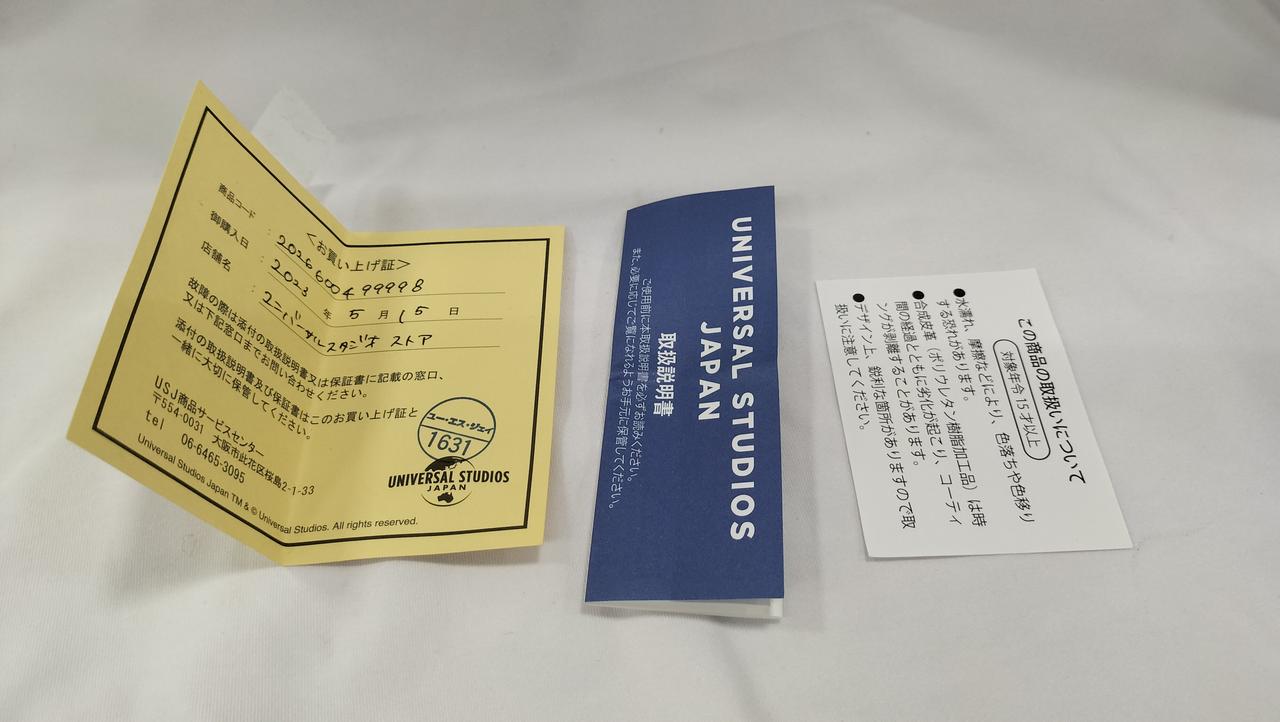 <お買い上げ証>
商品コード : 2026600499998
御購入日 : 2023 年 5 月 15 日
店舗名 : ユニバーサルスタジオ ストア
故障の際は添付の取扱説明書又は保証書に記載の窓口、
又は下記窓口までお問い合わせください。
添付の取扱説明書及び保証書はこのお買い上げ証と
一緒に大切に保管してください。
USJ商品サービスセンター
〒554-0031 大阪市此花区桜島2-1-33
tel 06-6465-3095
Universal Studios Japan TM & © Universal Studios. All rights reserved.
ユー・エス・ジェイ
1631
UNIVERSAL STUDIOS
JAPAN
UNIVERSAL STUDIOS
JAPAN
取扱説明書
ご使用前に本取扱説明書を必ずお読みください。
また、必要に応じてご覧になれるようお手元に保管してください。
この商品の取扱いについて
対象年令15才以上
●水濡れ、摩擦などにより、色落ちや色移り
する恐れがあります。
●合成皮革(ポリウレタン樹脂加工品)は時
間の経過とともに劣化が起こり、コーティ
ングが剥離することがあります。
●デザイン上、鋭利な箇所がありますので取
扱いに注意してください。